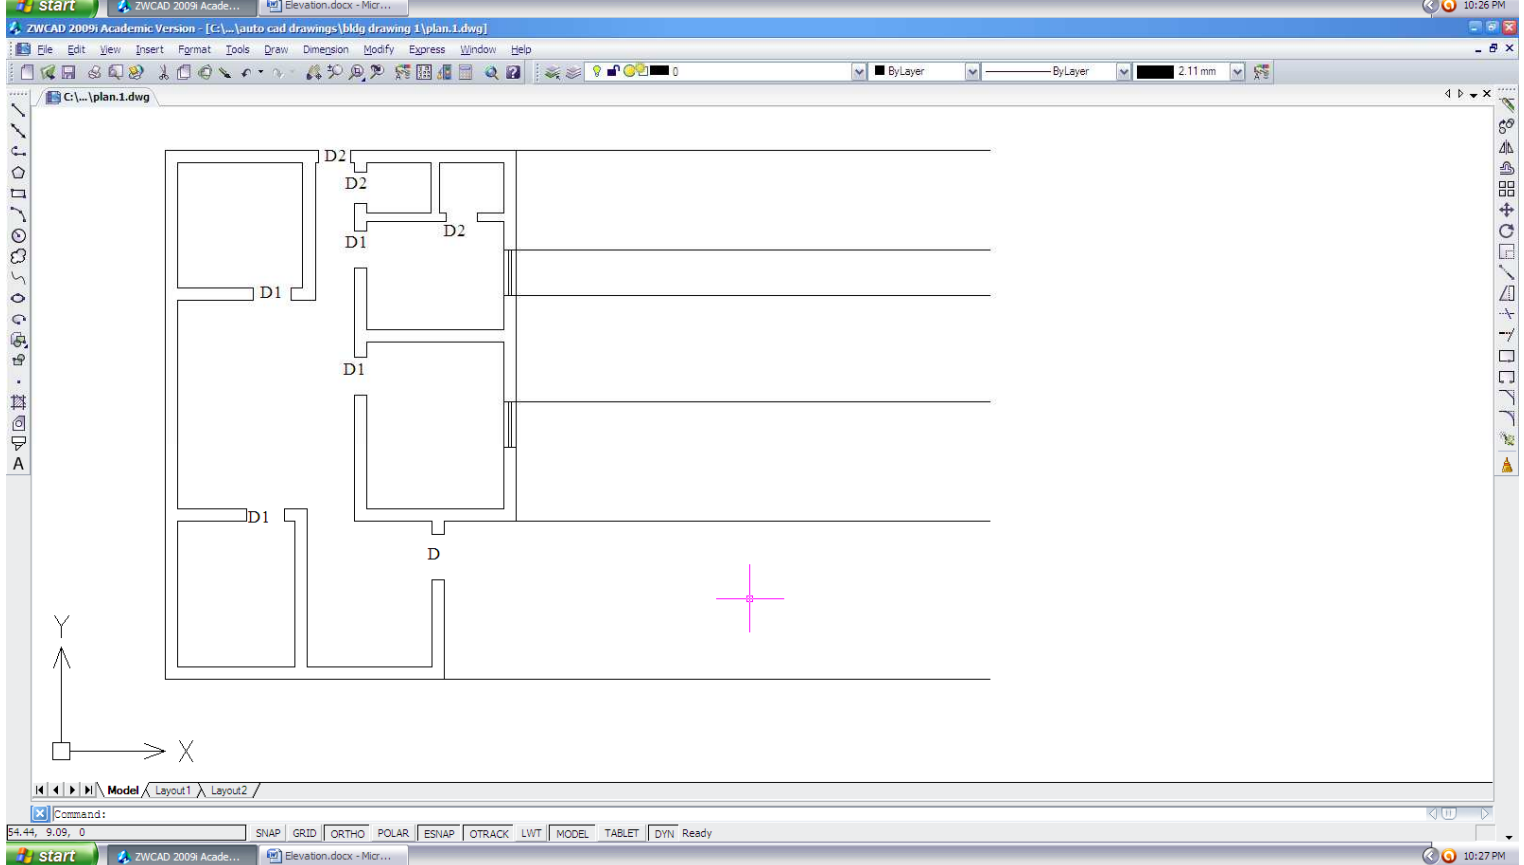 start ZWCAD 2009i Acade... Elevation.docx - Micr... 10:26 PM
ZWCAD 2009i Academic Version - [C:\...\auto cad drawings\bldg drawing 1\plan.1.dwg]
File Edit View Insert Format Tools Draw Dimension Modify Express Window Help
0 ByLayer ByLayer 2.11 mm
C:\...\plan.1.dwg
D2
D2
D2
D1
D1
D1
D1
D
Y
X
A
Model Layout1 Layout2
Command:
54.44, 9.09, 0 SNAP GRID ORTHO POLAR ESNAP OTRACK LWT MODEL TABLET DYN Ready
start ZWCAD 2009i Acade... Elevation.docx - Micr... 10:27 PM